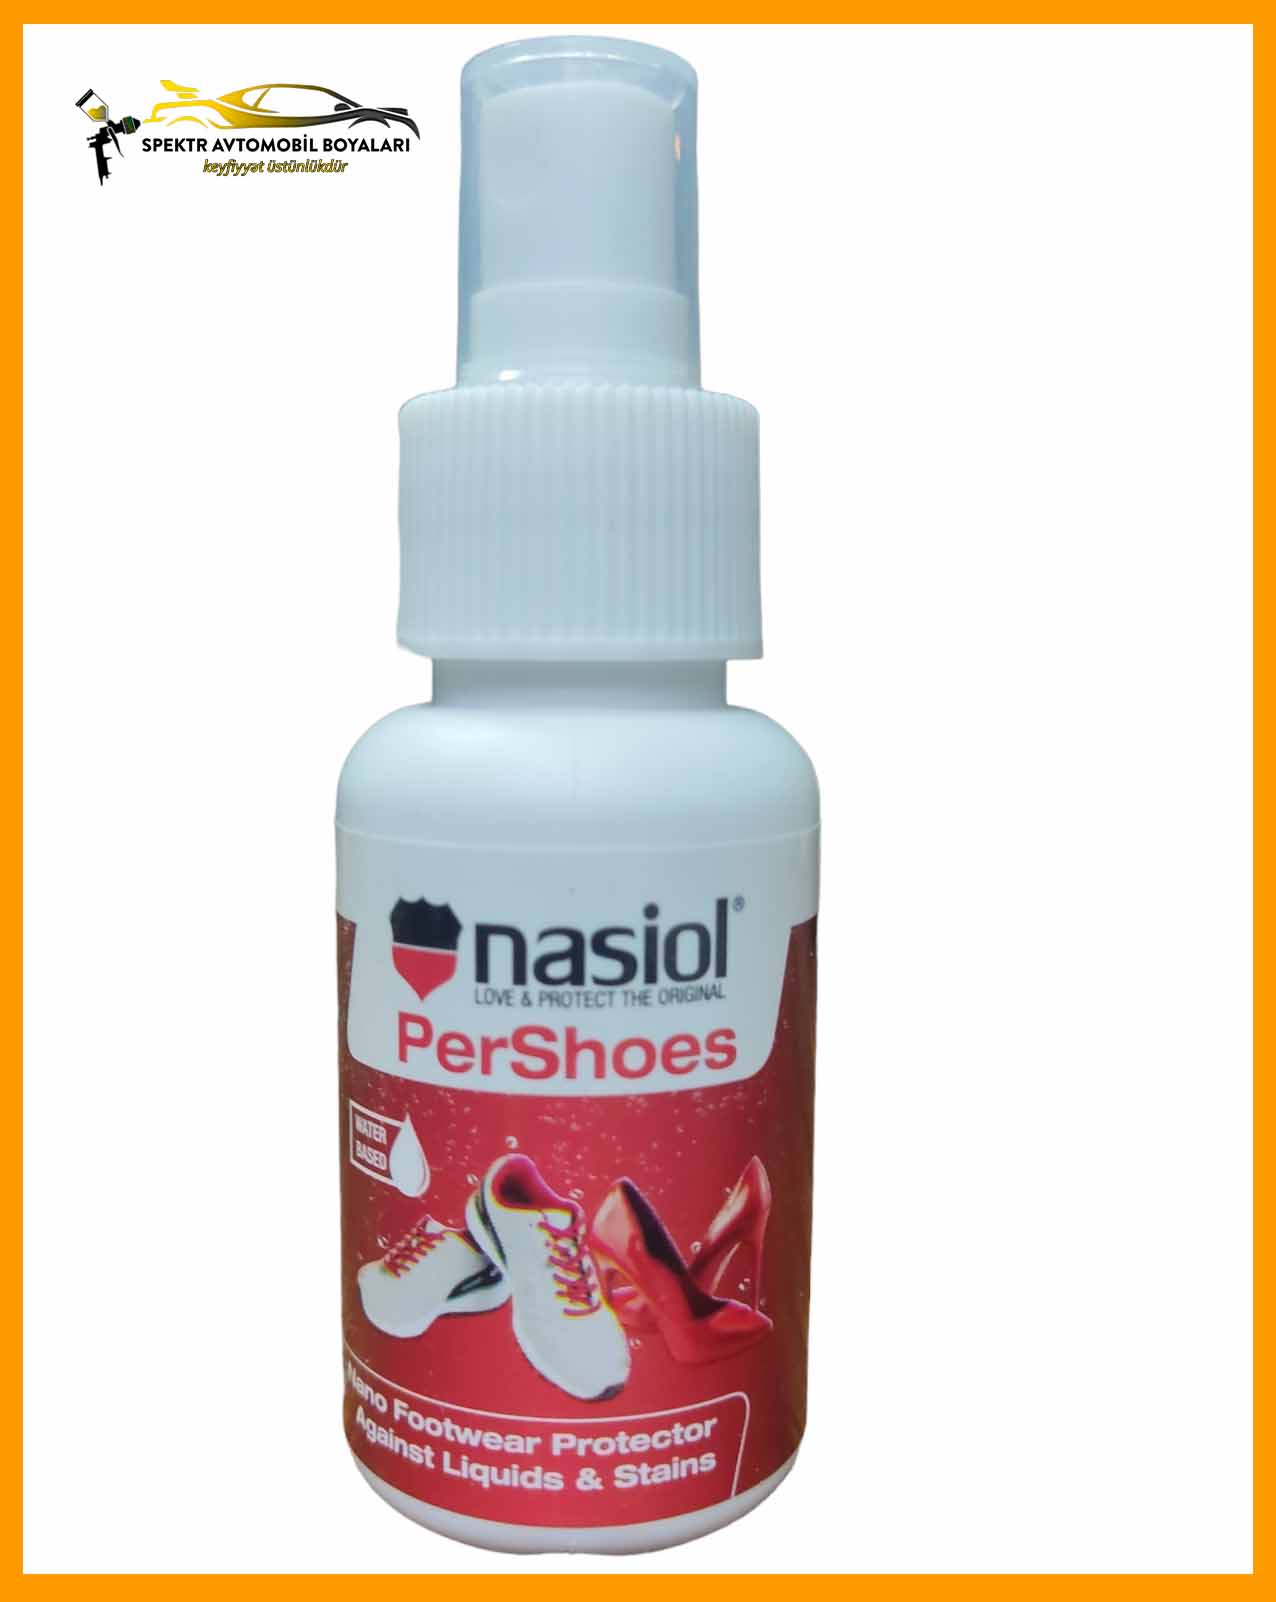 SPEKTR AVTOMOBİL BOYALARI
keyfiyyət üstünlükdür
nasiol®
LOVE & PROTECT THE ORIGINAL
PerShoes
WATER
BASED
Nano Footwear Protector
Against Liquids & Stains